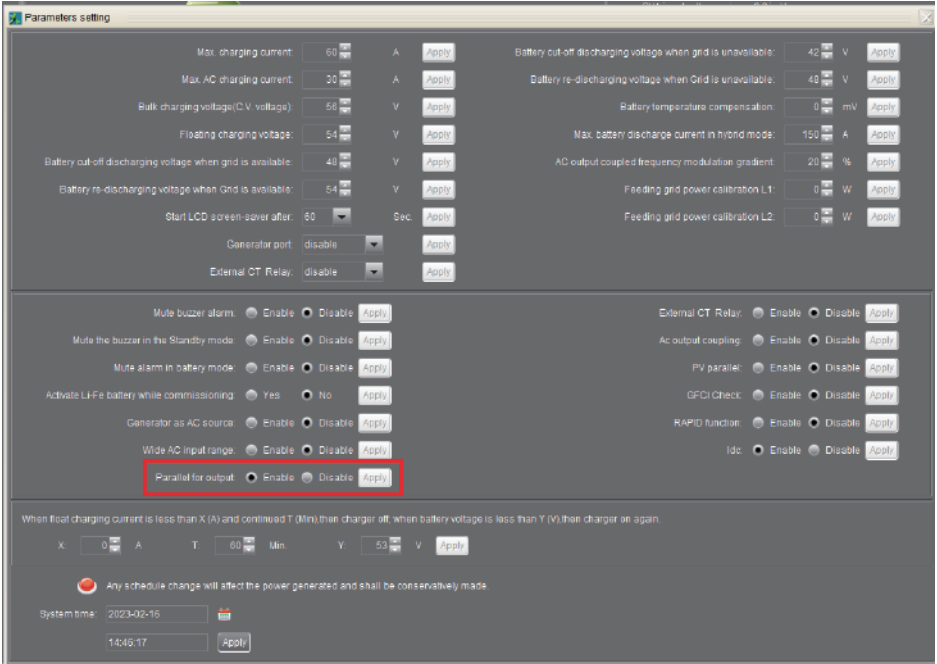 Parameters setting
Max. charging current: 60 A Apply
Max. AC charging current: 30 A Apply
Bulk charging voltage(C.V. voltage): 56 V Apply
Floating charging voltage: 54 V Apply
Battery cut-off discharging voltage when grid is available: 48 V Apply
Battery re-discharging voltage when Grid is available: 54 V Apply
Start LCD screen-saver after: 60 Sec. Apply
Generator port: disable Apply
External CT Relay: disable Apply
Battery cut-off discharging voltage when grid is unavailable: 42 V Apply
Battery re-discharging voltage when Grid is unavailable: 48 V Apply
Battery temperature compensation: 0 mV Apply
Max. battery discharge current in hybrid mode: 150 A Apply
AC output coupled frequency modulation gradient: 20 % Apply
Feeding grid power calibration L1: 0 W Apply
Feeding grid power calibration L2: 0 W Apply
Mute buzzer alarm: Enable Disable Apply
Mute the buzzer in the Standby mode: Enable Disable Apply
Mute alarm in battery mode: Enable Disable Apply
Activate Li-Fe battery while commissioning: Yes No Apply
Generator as AC source: Enable Disable Apply
Wide AC input range: Enable Disable Apply
Parallel for output: Enable Disable Apply
External CT Relay: Enable Disable Apply
Ac output coupling: Enable Disable Apply
PV parallel: Enable Disable Apply
GFCI Check: Enable Disable Apply
RAPID function: Enable Disable Apply
Idc: Enable Disable Apply
When float charging current is less than X (A) and continued T (Min),then charger off, when battery voltage is less than Y (V),then charger on again.
X: 0 A T: 60 Min. Y: 53 V Apply
Any schedule change will affect the power generated and shall be conservatively made.
System time: 2023-02-16
14:46:17 Apply